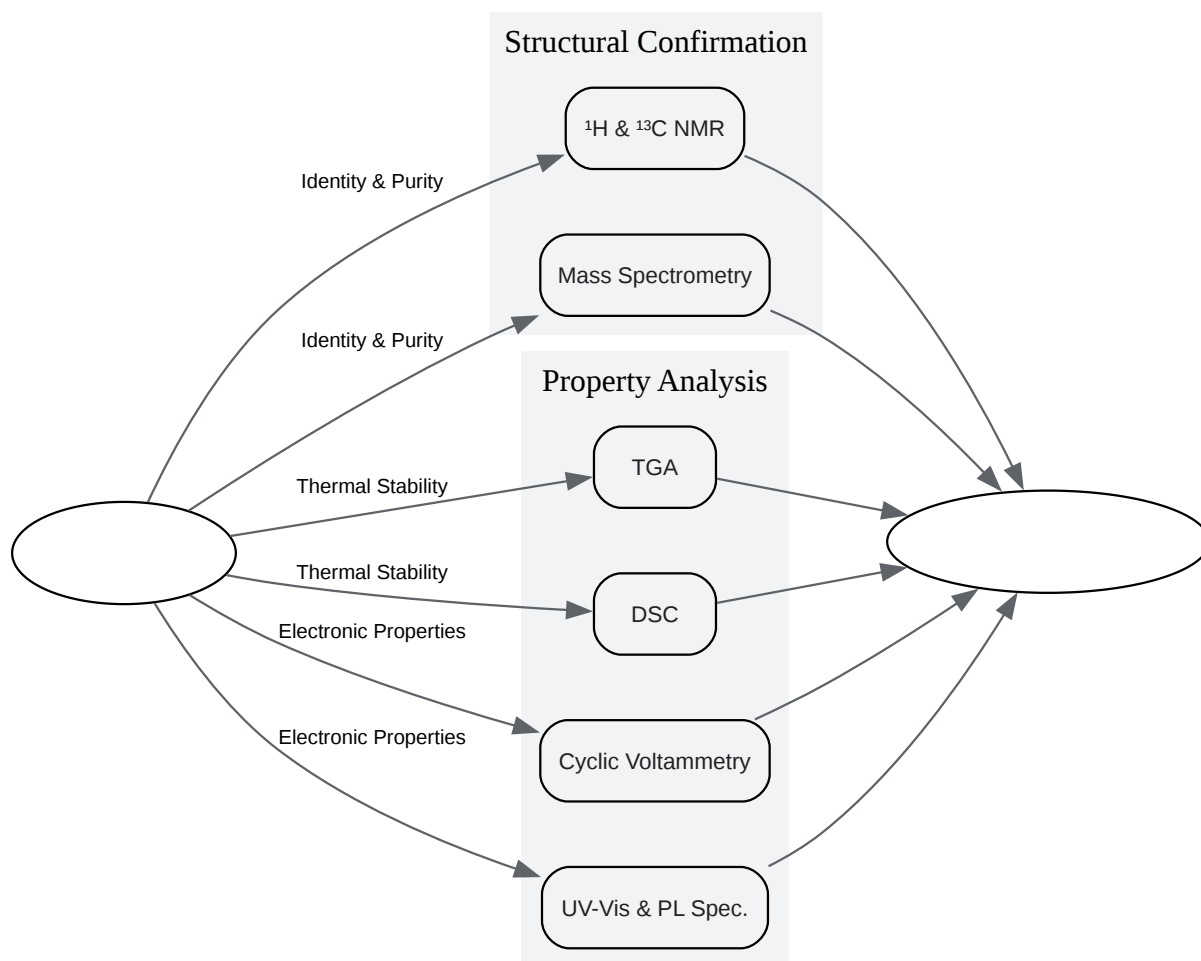 Structural Confirmation
¹H & ¹³C NMR
Identity & Purity
Mass Spectrometry
Identity & Purity
Property Analysis
TGA
Thermal Stability
Thermal Stability
DSC
Electronic Properties
Electronic Properties
Cyclic Voltammetry
UV-Vis & PL Spec.